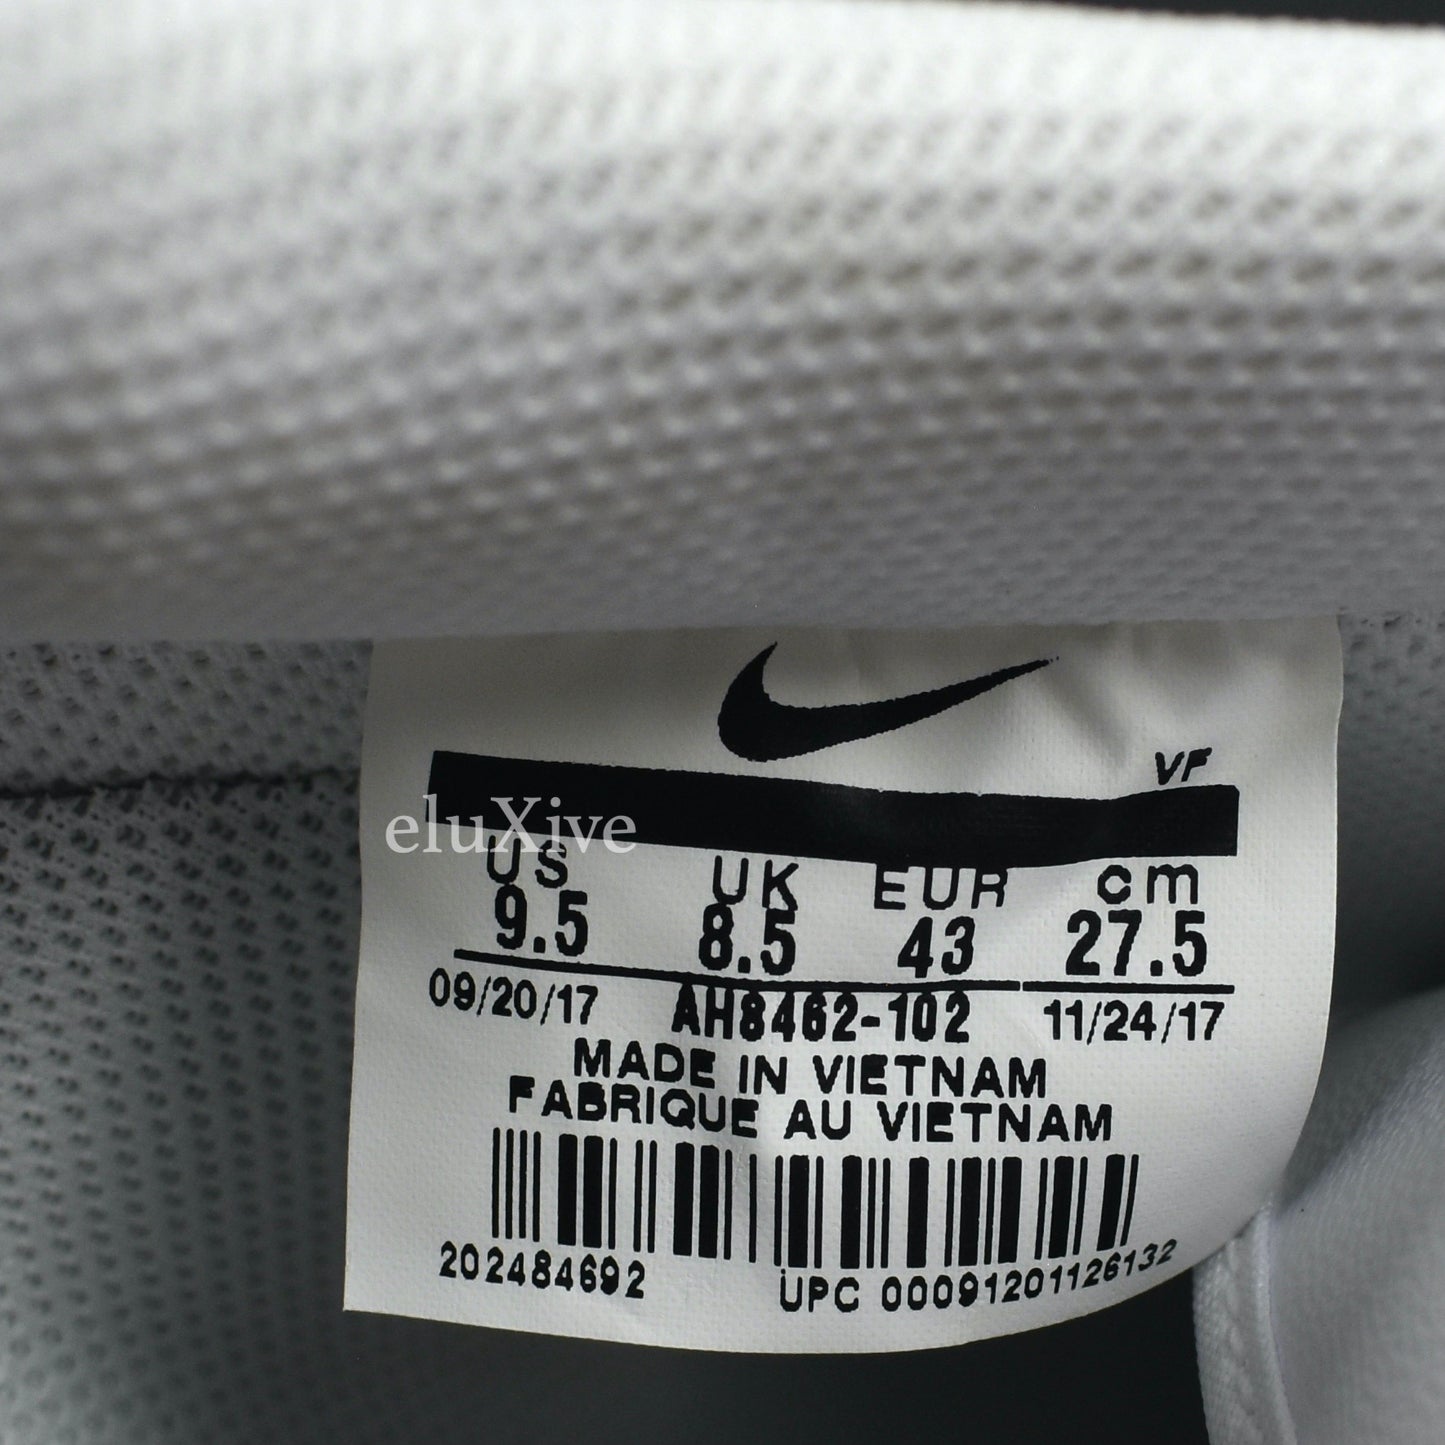 VF
eluXive
US UK EUR cm
9.5 8.5 43 27.5
09/20/17 AH8462-102 11/24/17
MADE IN VIETNAM
FABRIQUE AU VIETNAM
202484692 UPC 00091201126132